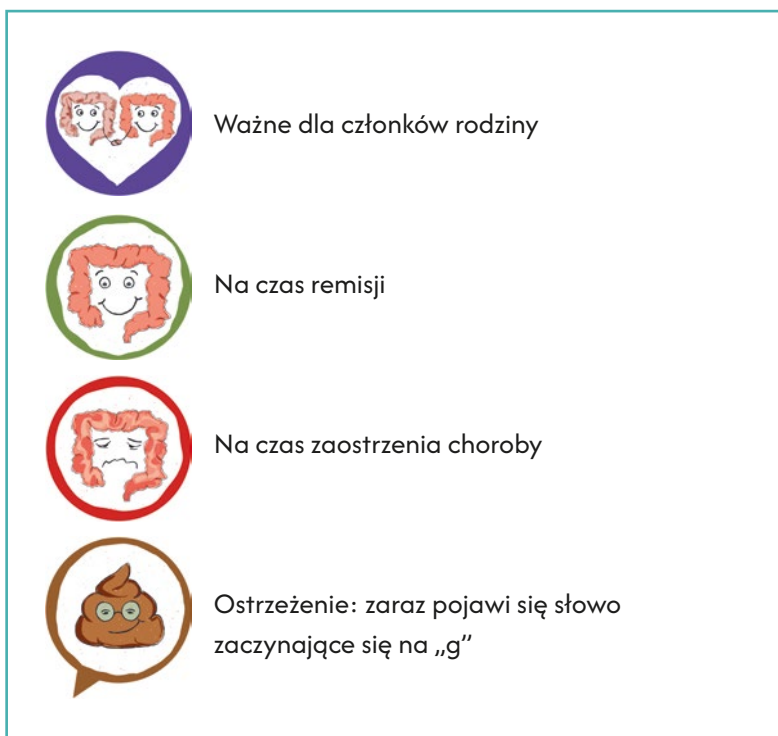 Ważne dla członków rodziny
Na czas remisji
Na czas zaostrzenia choroby
Ostrzeżenie: zaraz pojawi się słowo
zaczynające się na „g”